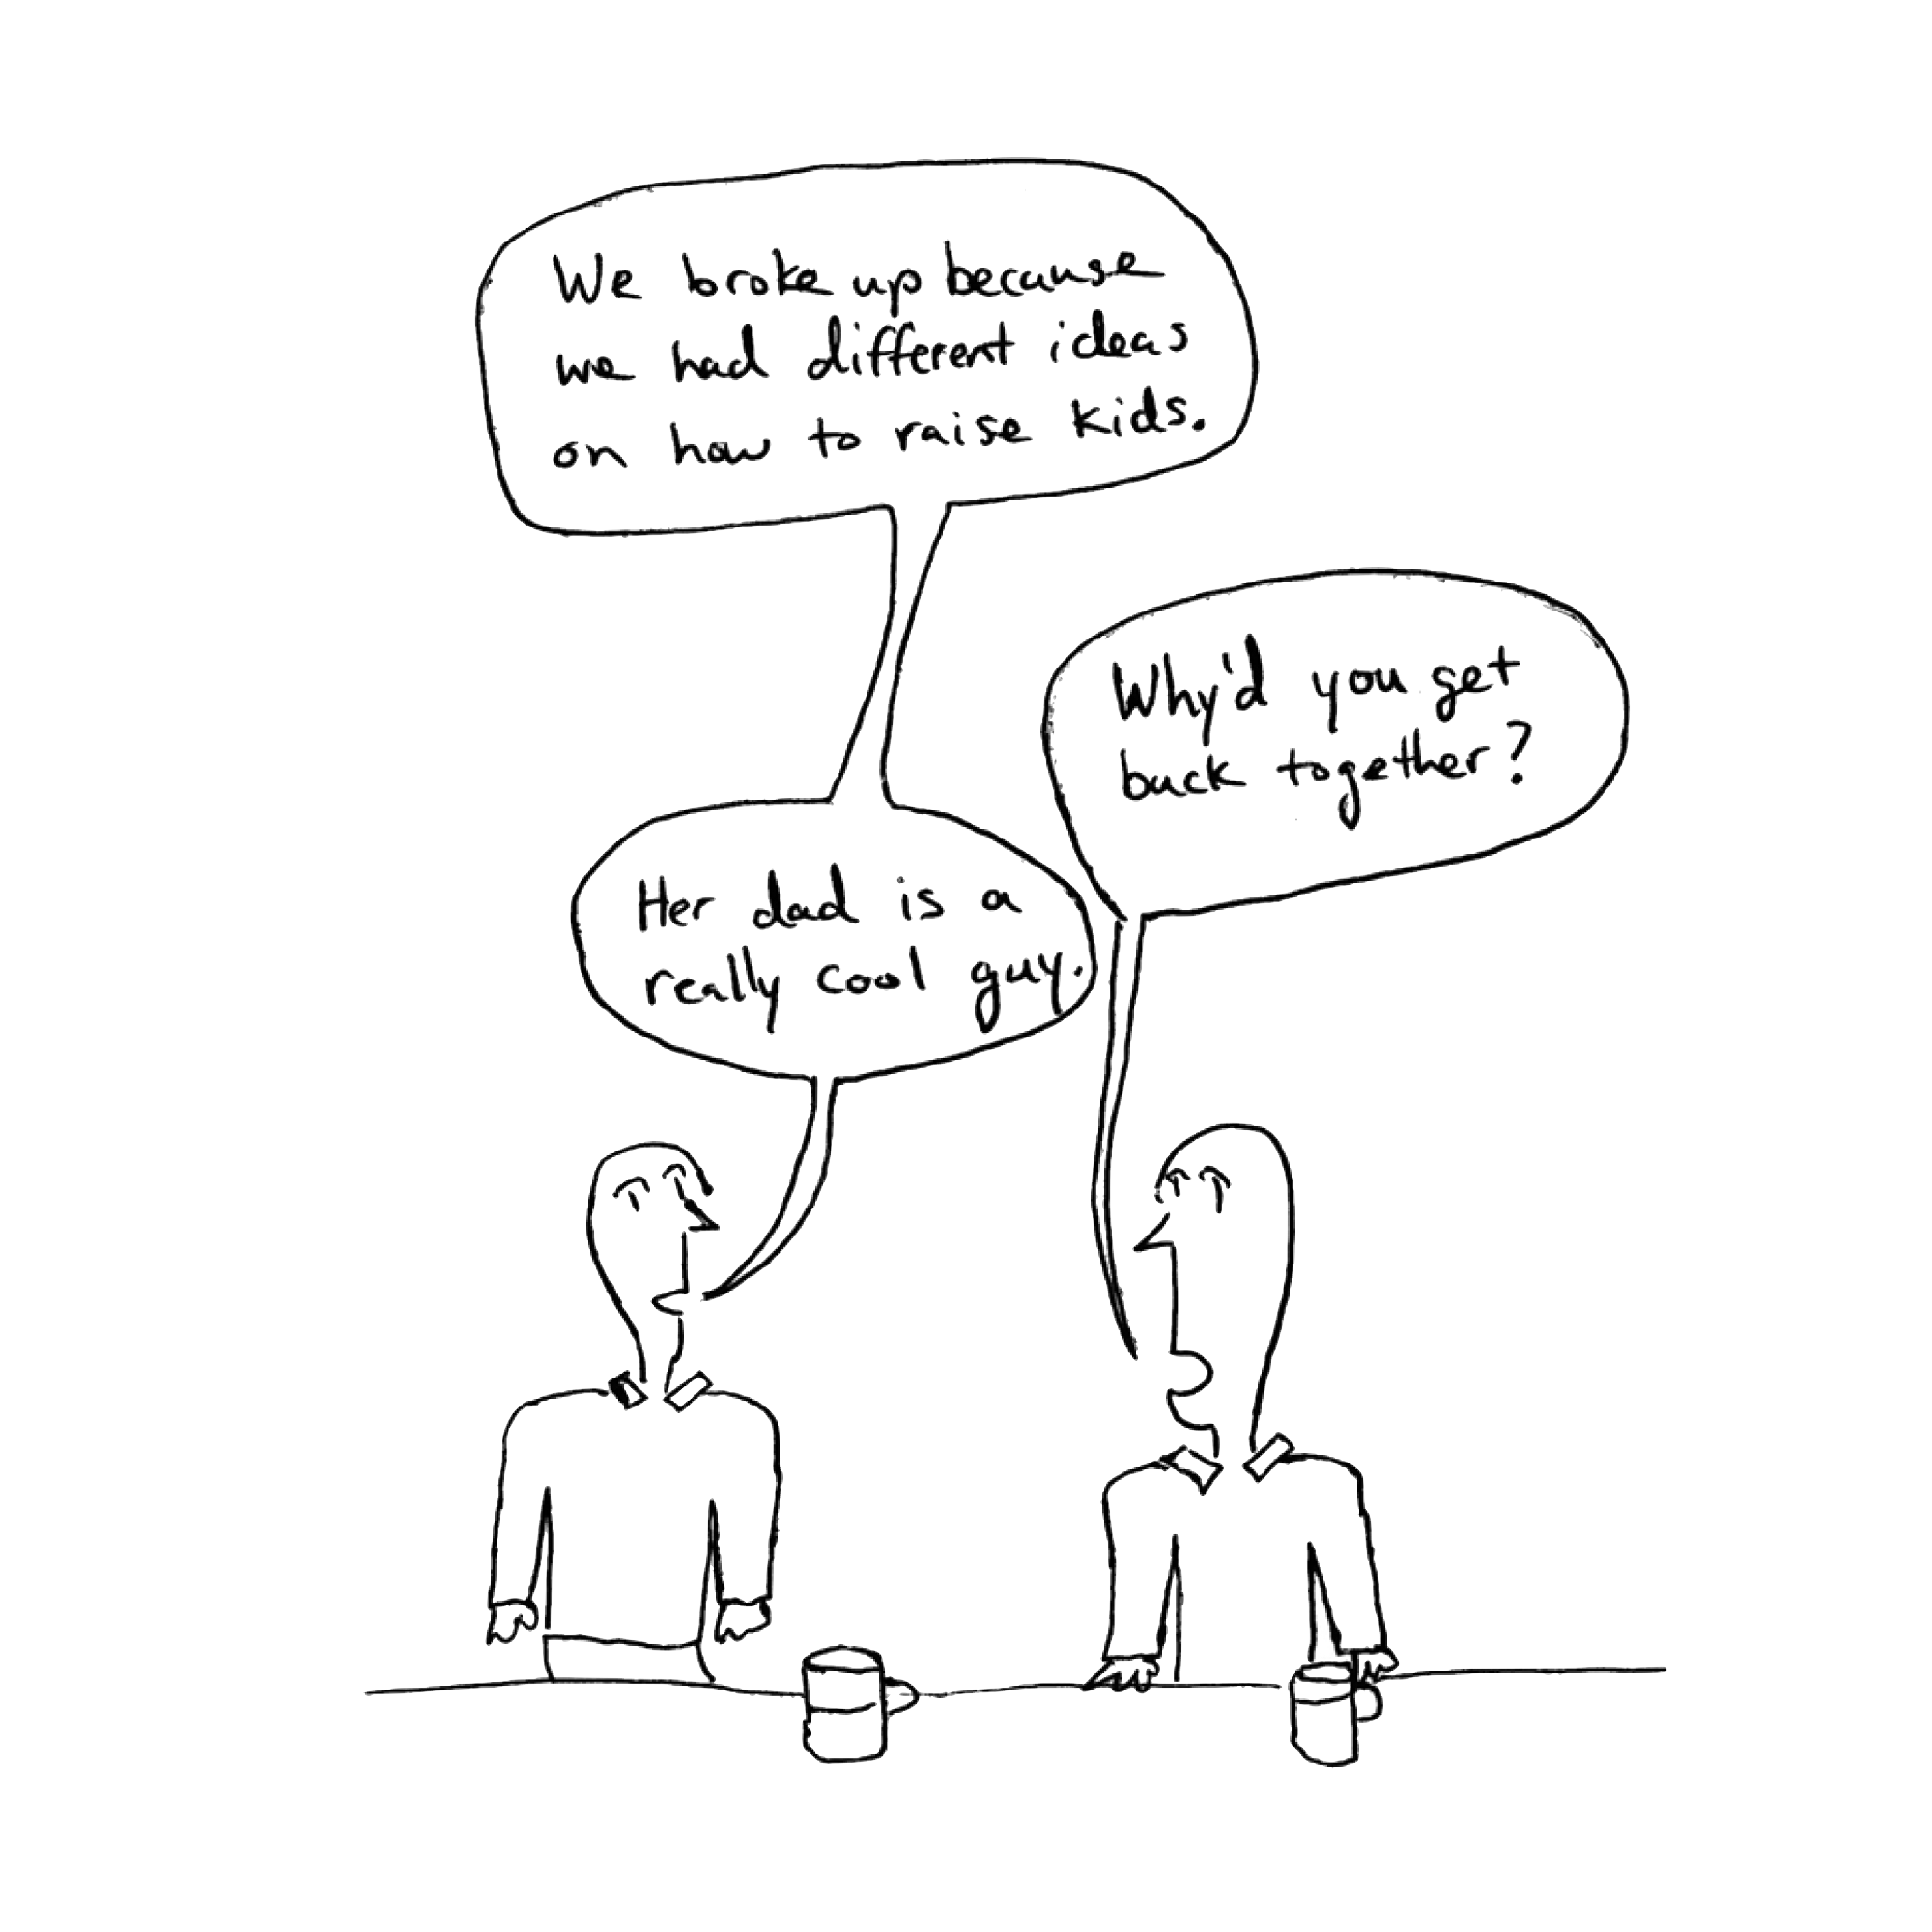 We broke up because
we had different ideas
on how to raise kids.
Why'd you get
back together?
Her dad is a
really cool guy.